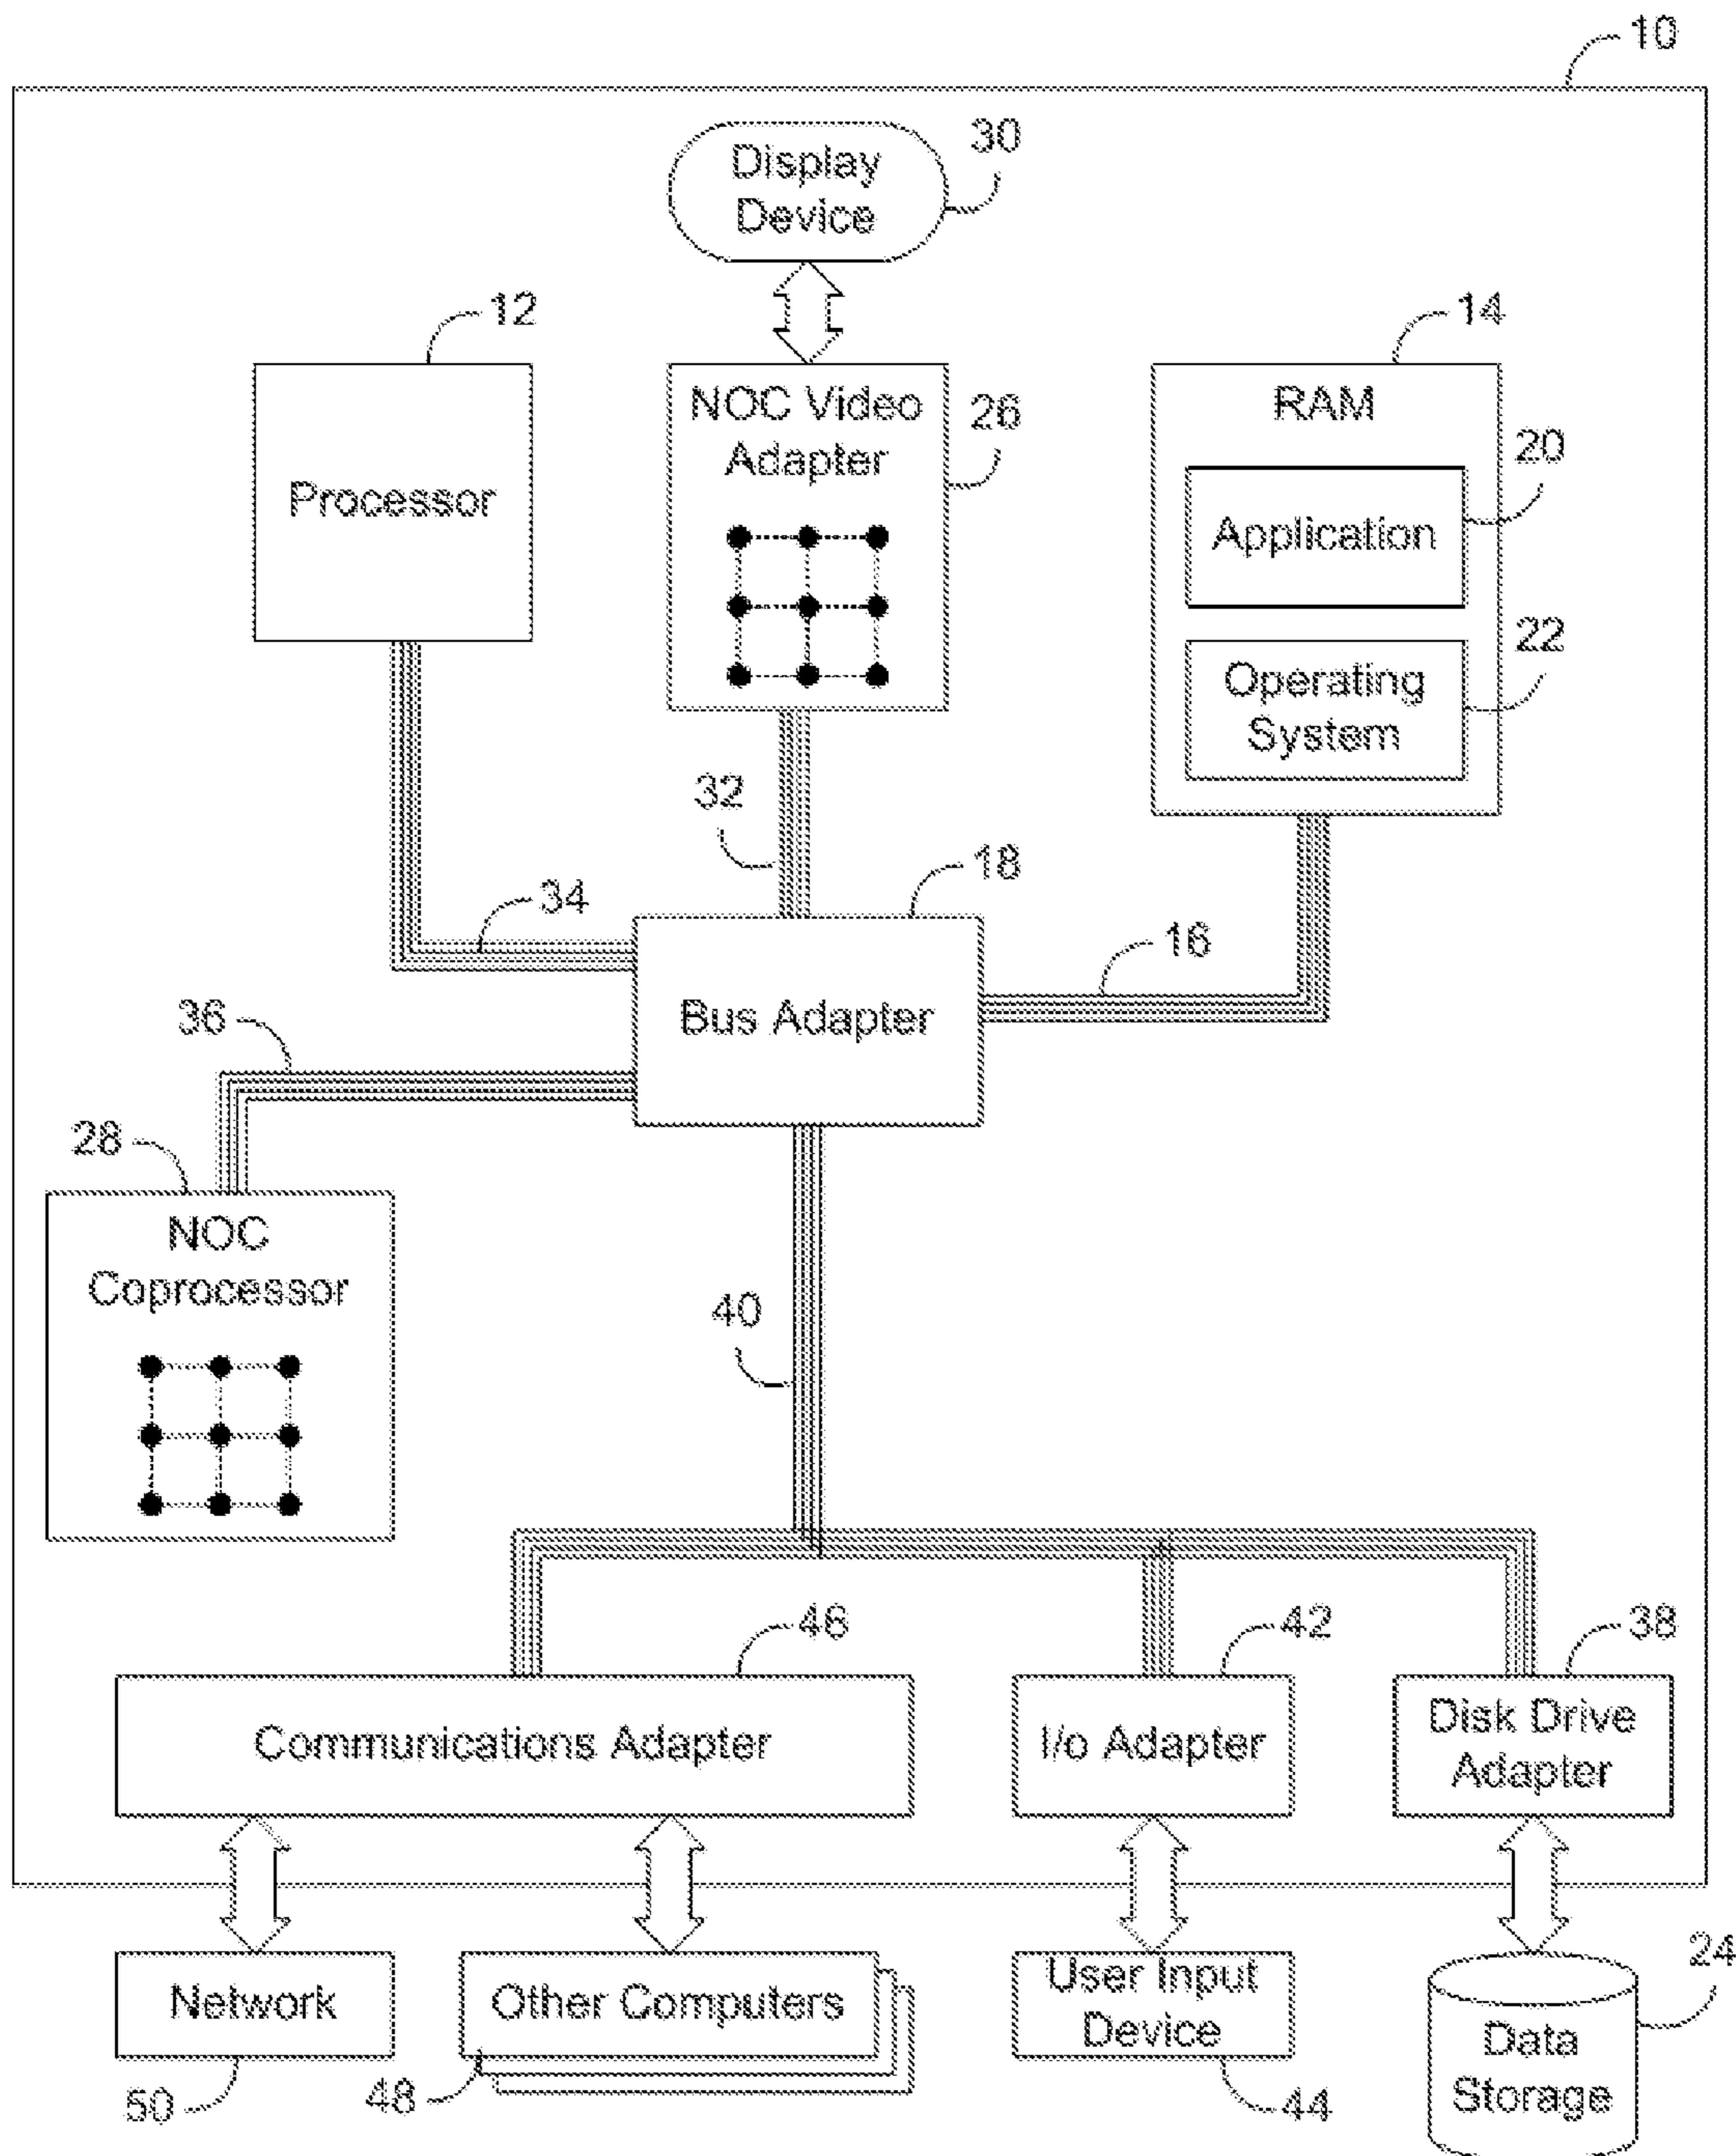 10
Display
Device
30
12
14
Processor
NOC Video
Adapter
26
RAM
20
Application
22
Operating
System
32
18
34
16
Bus Adapter
36
28
NOC
Coprocessor
40
46
42
38
Communications Adapter
I/o Adapter
Disk Drive
Adapter
Network
Other Computers
User Input
Device
24
Data
Storage
50
48
44